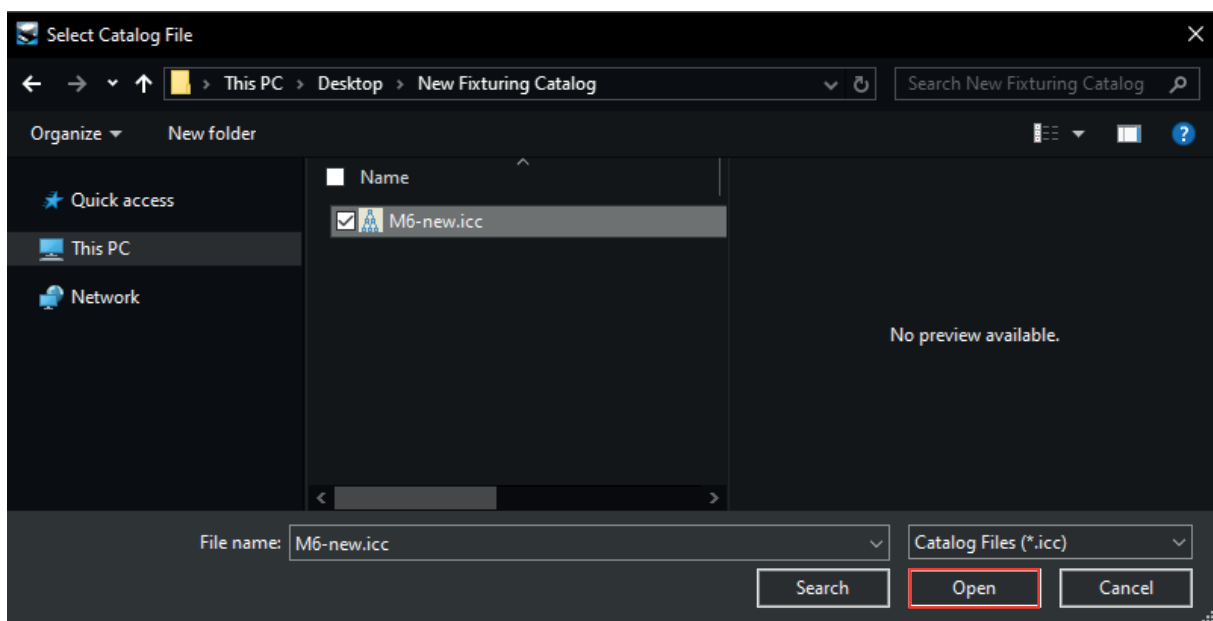 Select Catalog File
This PC > Desktop > New Fixturing Catalog
Search New Fixturing Catalog
Organize
New folder
Name
Quick access
M6-new.icc
This PC
Network
No preview available.
File name: M6-new.icc
Catalog Files (*.icc)
Search
Open
Cancel